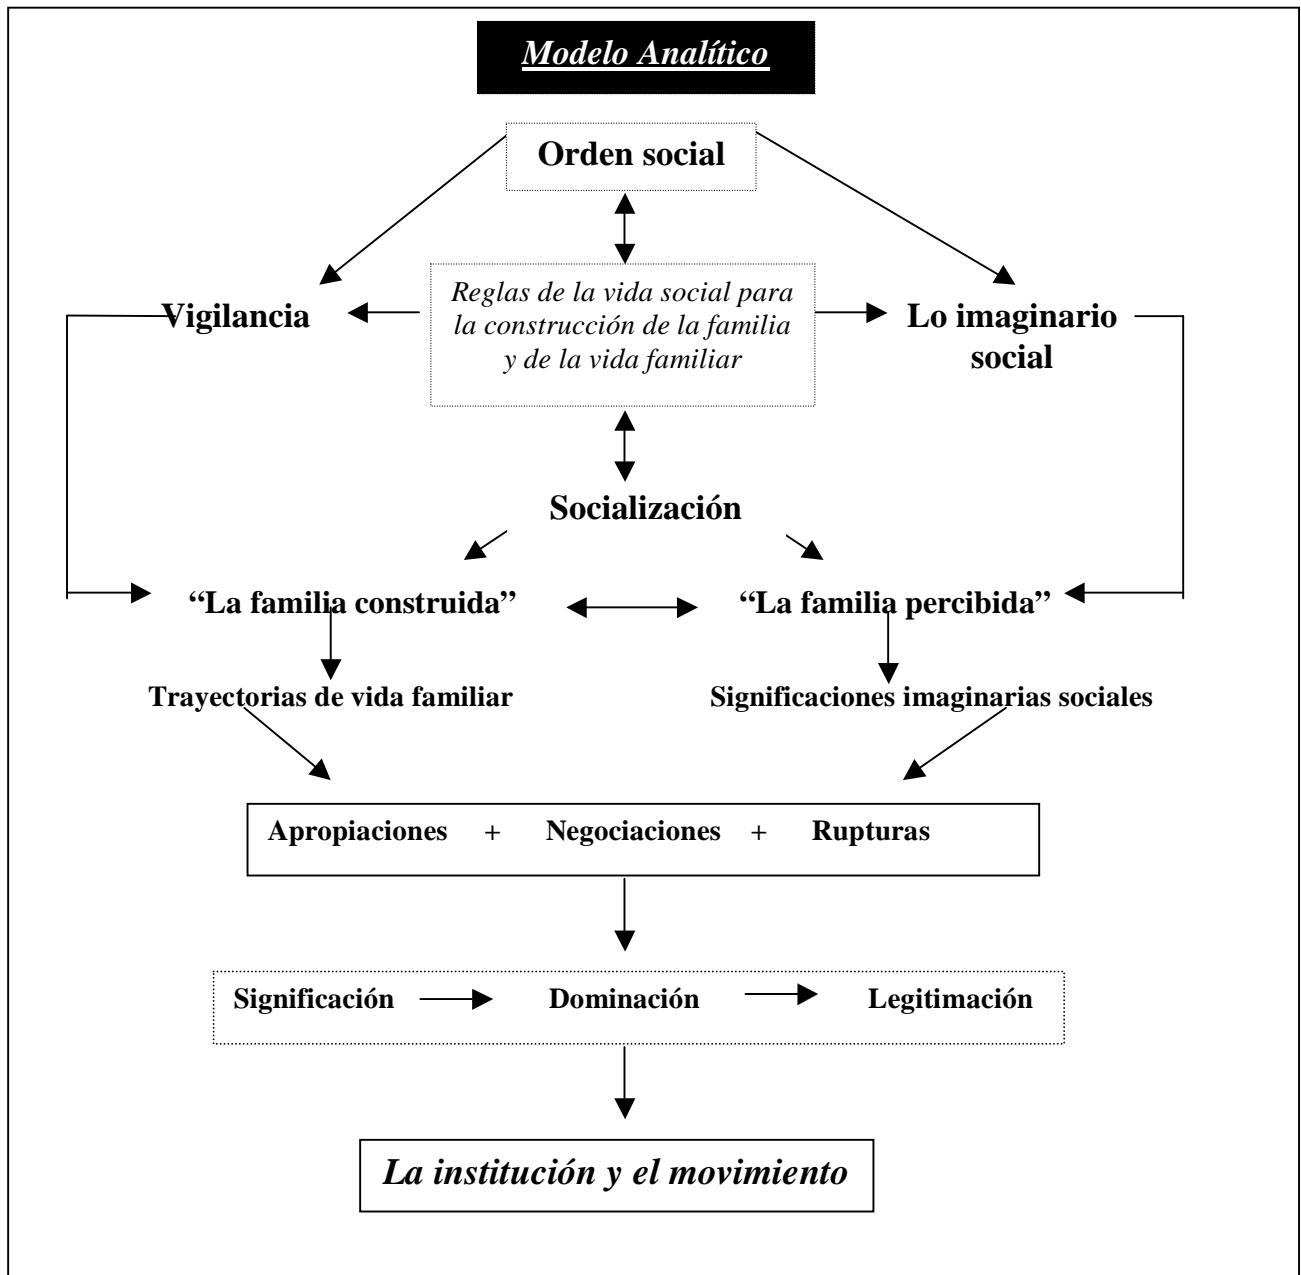 Modelo Analítico
Orden social
Reglas de la vida social para
la construcción de la familia
y de la vida familiar
Vigilancia
Lo imaginario
social
Socialización
“La familia construida”
“La familia percibida”
Trayectorias de vida familiar
Significaciones imaginarias sociales
Apropiaciones + Negociaciones + Rupturas
Significación Dominación Legitimación
La institución y el movimiento